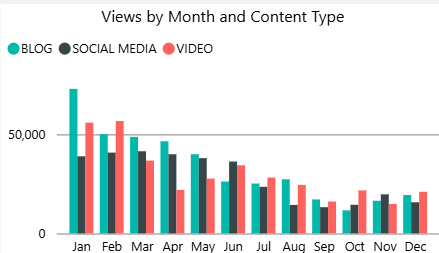 Views by Month and Content Type
BLOG SOCIAL MEDIA VIDEO
50,000
0
Jan Feb Mar Apr May Jun Jul Aug Sep Oct Nov Dec